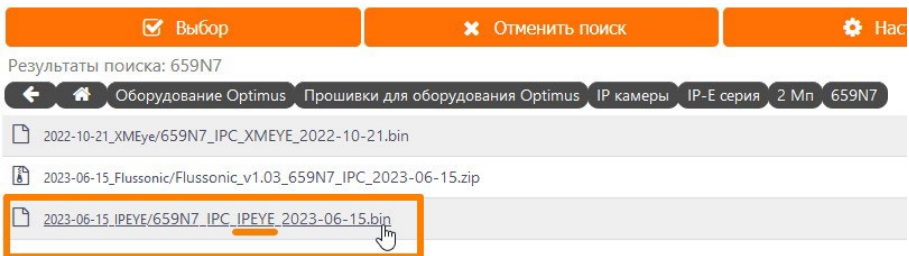 Выбор Отменить поиск Нас
Результаты поиска: 659N7
Оборудование Optimus Прошивки для оборудования Optimus IP камеры IP-E серия 2 Мп 659N7
2022-10-21_XMEye/659N7_IPC_XMEYE_2022-10-21.bin
2023-06-15_Flussonic/Flussonic_v1.03_659N7_IPC_2023-06-15.zip
2023-06-15_IPEYE/659N7_IPC_IPEYE_2023-06-15.bin